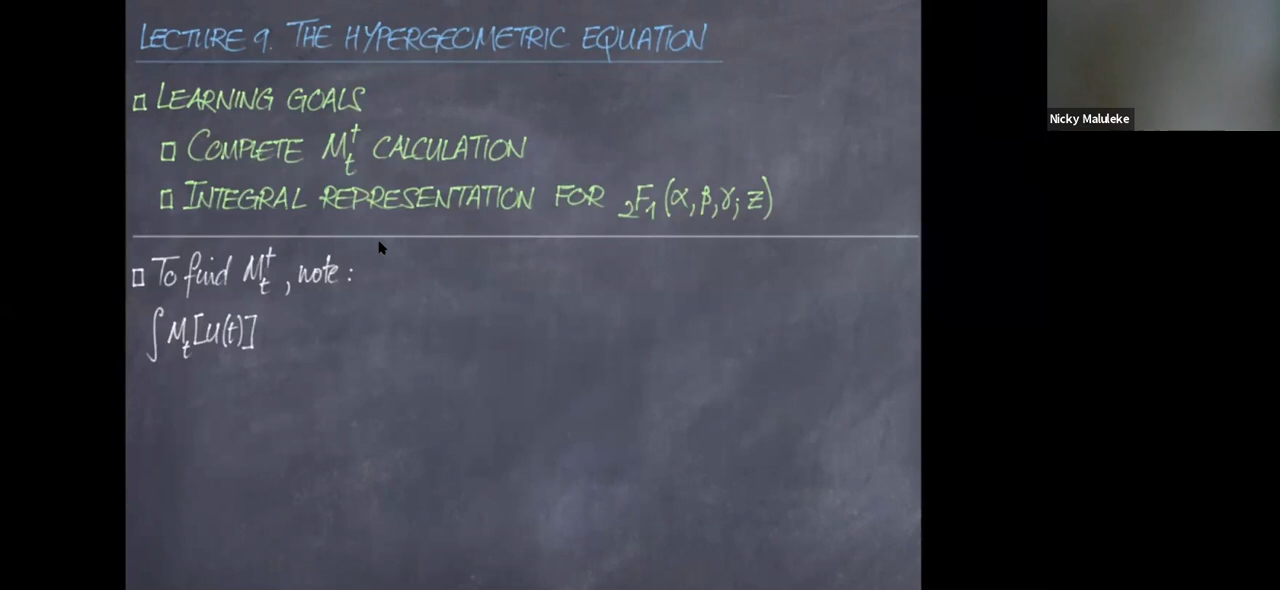 LECTURE 9. THE HYPERGEOMETRIC EQUATION
□ LEARNING GOALS
□ COMPLETE M_t^† CALCULATION
□ INTEGRAL REPRESENTATION FOR ₂F₁(α,β,γ;z)
□ To find M_t^†, note:
∫M_t[u(t)]
Nicky Maluleke